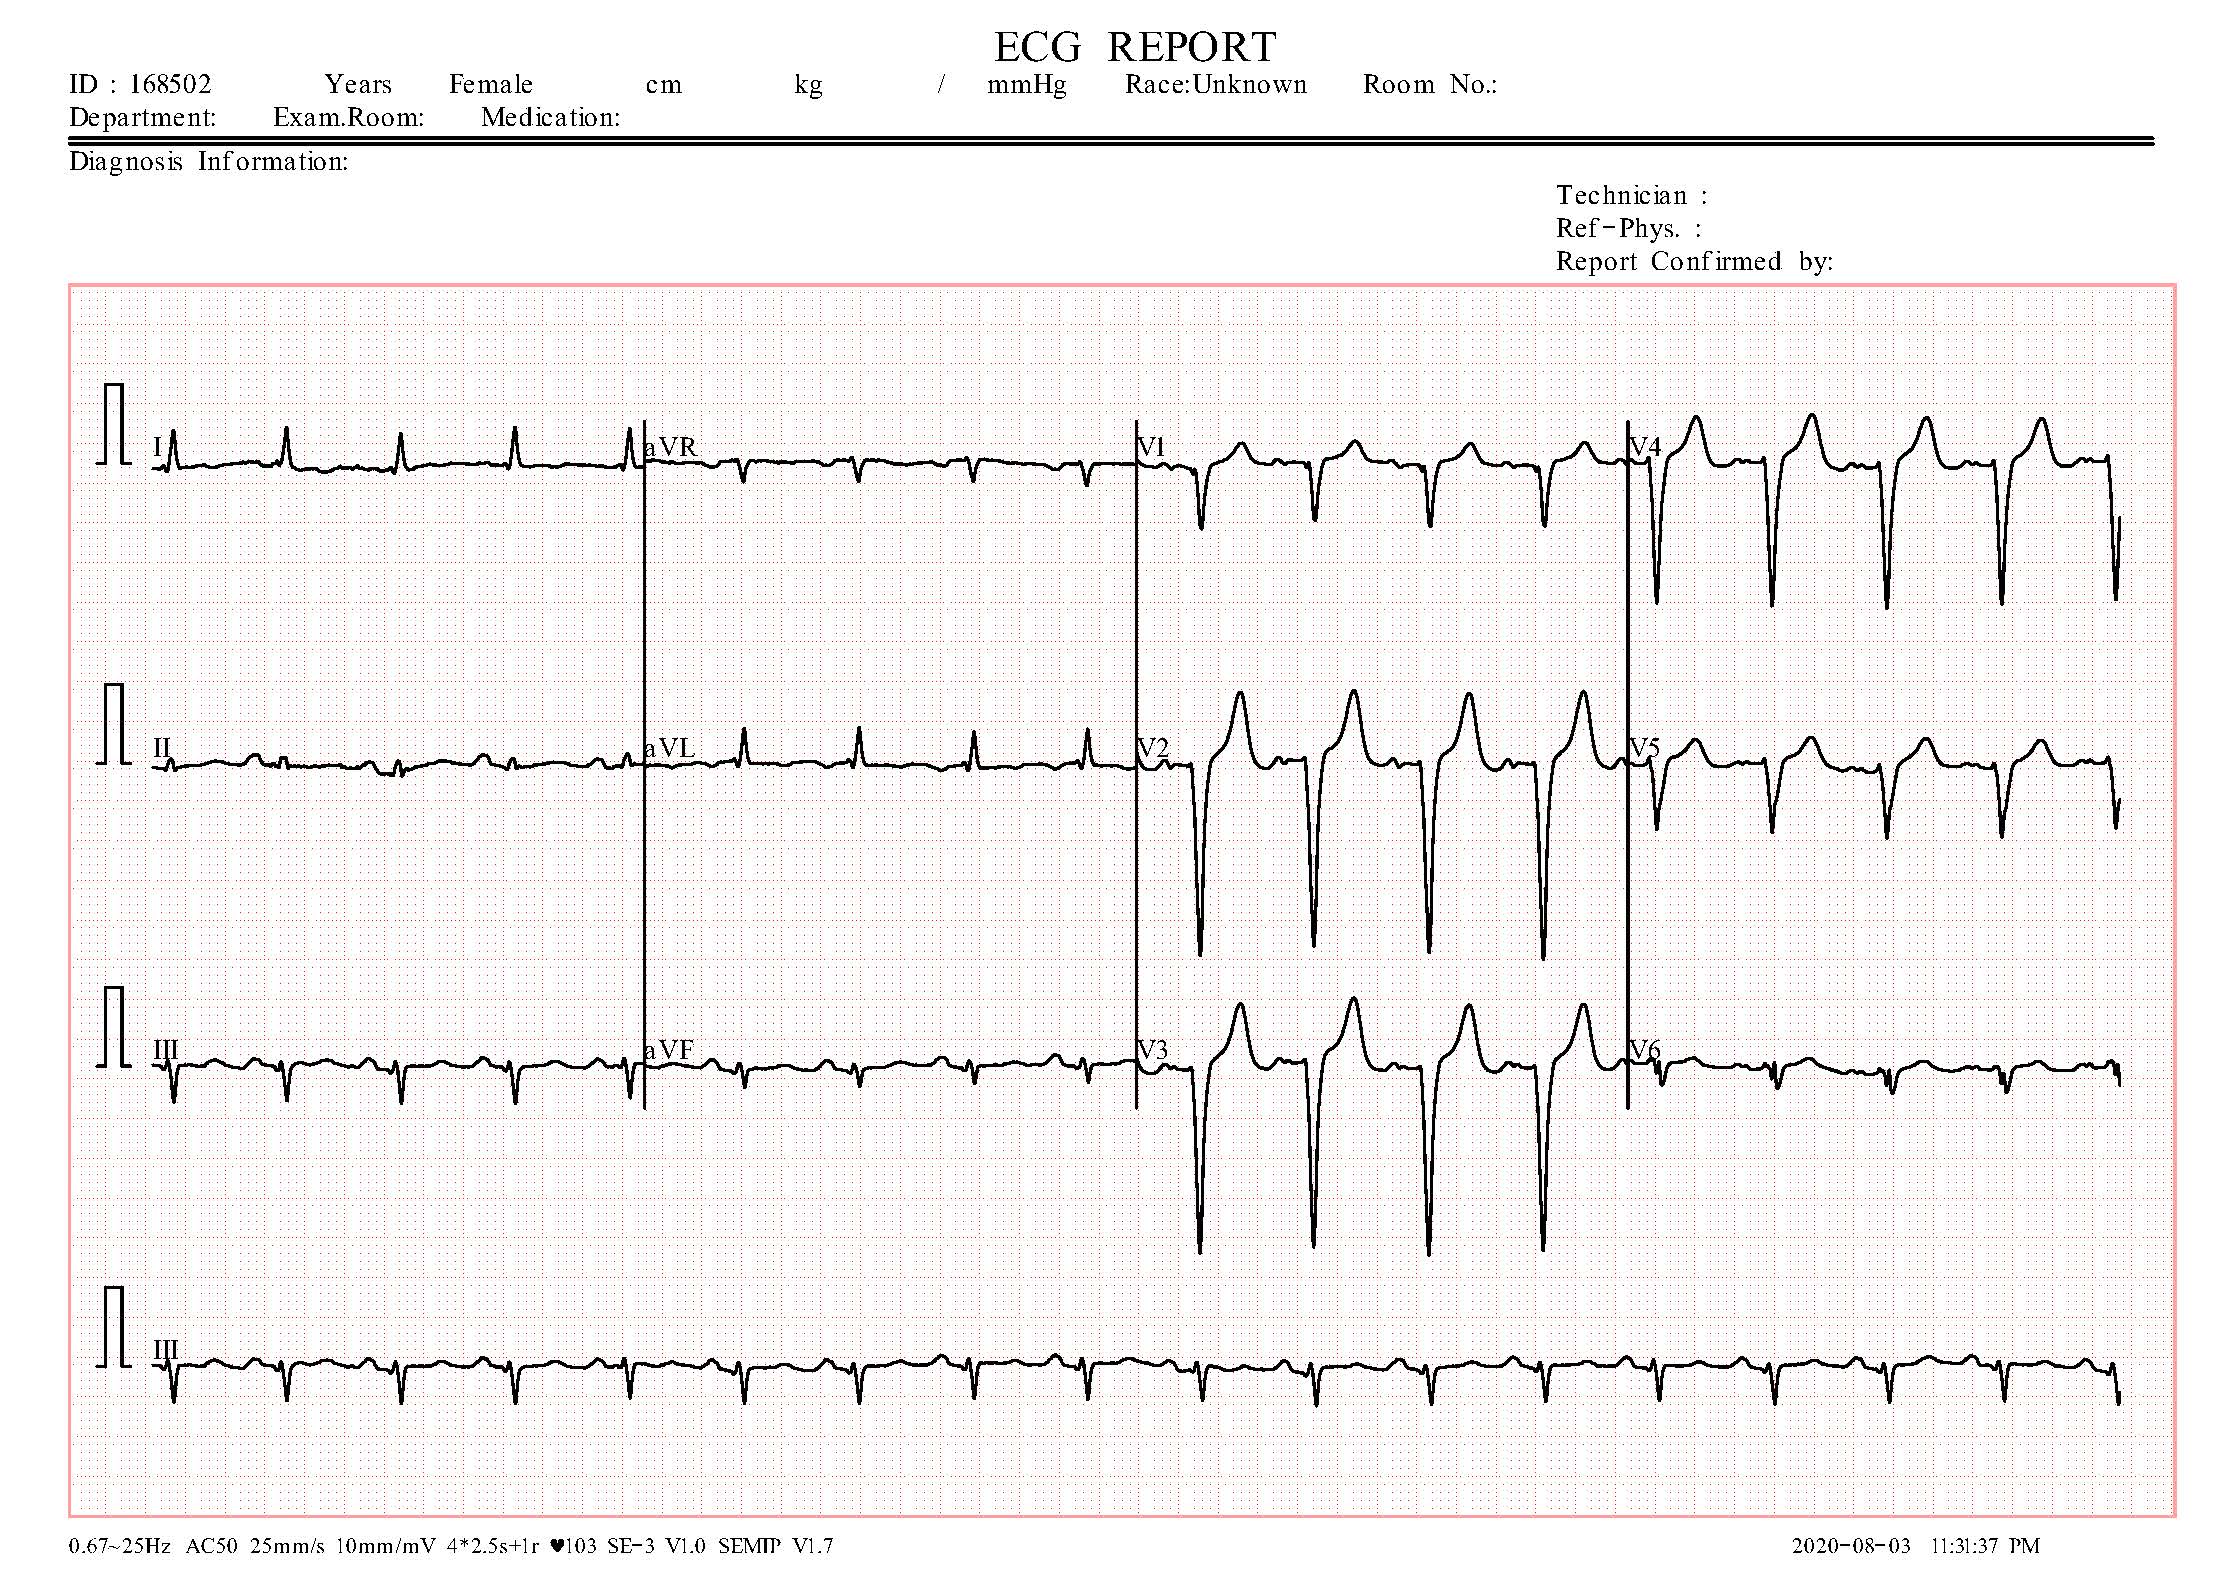 ECG REPORT
ID : 168502 Years Female cm kg / mmHg Race:Unknown Room No.:
Department: Exam.Room: Medication:
Diagnosis Information:
Technician :
Ref-Phys. :
Report Confirmed by:
I aVR V1 V4
II aVL V2 V5
III aVF V3 V6
III
0.67~25Hz AC50 25mm/s 10mm/mV 4*2.5s+1r ♥103 SE-3 V1.0 SEMIP V1.7 2020-08-03 11:31:37 PM